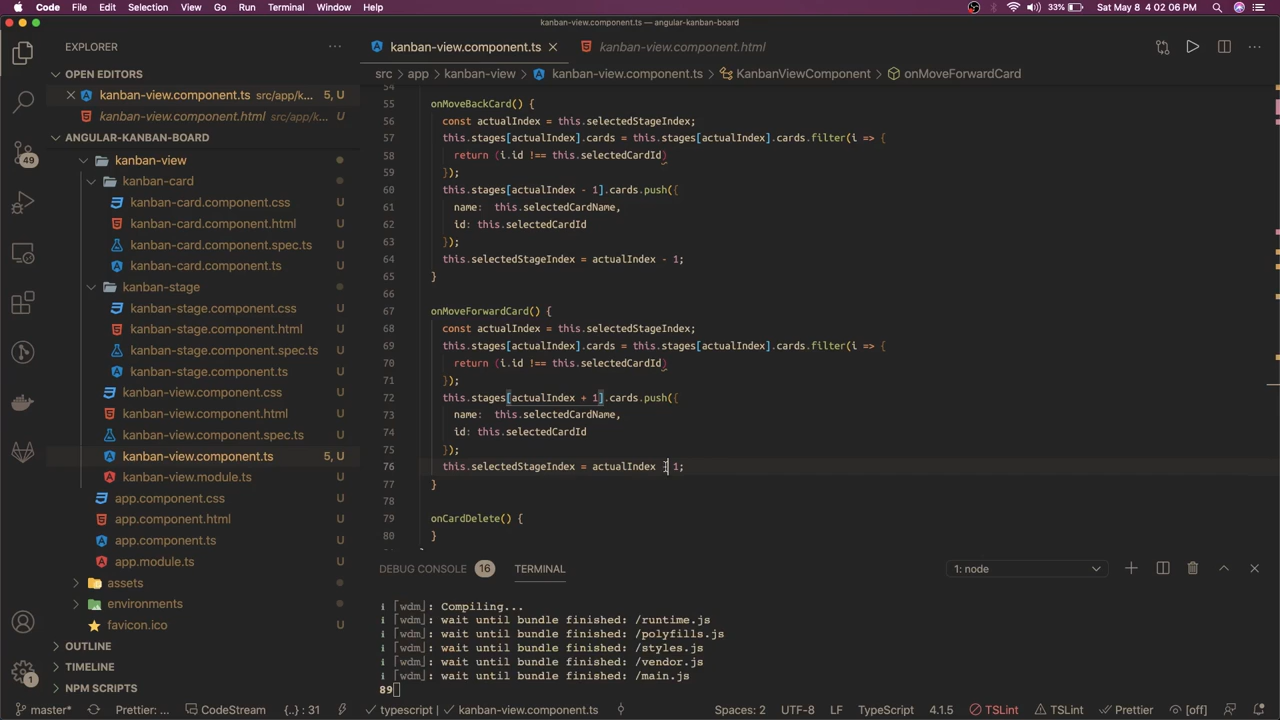 Code File Edit Selection View Go Run Terminal Window Help
33% Sat May 8 4 02 06 PM
kanban-view.component.ts — angular-kanban-board
EXPLORER
OPEN EDITORS
kanban-view.component.ts src/app/k... 5, U
kanban-view.component.html src/app/k... U
ANGULAR-KANBAN-BOARD
kanban-view
kanban-card
kanban-card.component.css U
kanban-card.component.html U
kanban-card.component.spec.ts U
kanban-card.component.ts U
kanban-stage
kanban-stage.component.css U
kanban-stage.component.html U
kanban-stage.component.spec.ts U
kanban-stage.component.ts U
kanban-view.component.css U
kanban-view.component.html U
kanban-view.component.spec.ts U
kanban-view.component.ts 5, U
kanban-view.module.ts U
app.component.css U
app.component.html U
app.component.ts U
app.module.ts U
assets
environments
favicon.ico U
OUTLINE
TIMELINE
NPM SCRIPTS
49
1
kanban-view.component.ts
kanban-view.component.html
src > app > kanban-view > kanban-view.component.ts > KanbanViewComponent > onMoveForwardCard
54
55 onMoveBackCard() {
56 const actualIndex = this.selectedStageIndex;
57 this.stages[actualIndex].cards = this.stages[actualIndex].cards.filter(i => {
58 return (i.id !== this.selectedCardId)
59 });
60 this.stages[actualIndex - 1].cards.push({
61 name: this.selectedCardName,
62 id: this.selectedCardId
63 });
64 this.selectedStageIndex = actualIndex - 1;
65 }
66
67 onMoveForwardCard() {
68 const actualIndex = this.selectedStageIndex;
69 this.stages[actualIndex].cards = this.stages[actualIndex].cards.filter(i => {
70 return (i.id !== this.selectedCardId)
71 });
72 this.stages[actualIndex + 1].cards.push({
73 name: this.selectedCardName,
74 id: this.selectedCardId
75 });
76 this.selectedStageIndex = actualIndex 1;
77 }
78
79 onCardDelete() {
80 }
DEBUG CONSOLE 16 TERMINAL 1: node
i ｢wdm｣: Compiling...
i ｢wdm｣: wait until bundle finished: /runtime.js
i ｢wdm｣: wait until bundle finished: /polyfills.js
i ｢wdm｣: wait until bundle finished: /styles.js
i ｢wdm｣: wait until bundle finished: /vendor.js
i ｢wdm｣: wait until bundle finished: /main.js
89
master* Prettier: ... CodeStream {..} : 31 typescript | kanban-view.component.ts Spaces: 2 UTF-8 LF TypeScript 4.1.5 TSLint TSLint Prettier [off]